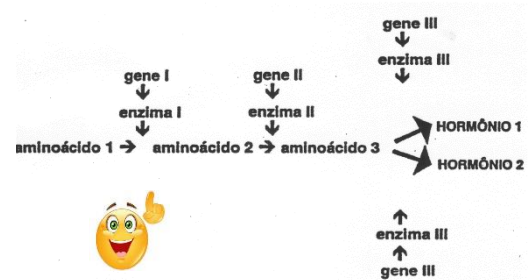 gene III
enzima III
gene I
gene II
enzima I
enzima II
aminoácido 1
aminoácido 2
aminoácido 3
HORMÔNIO 1
HORMÔNIO 2
enzima III
gene III